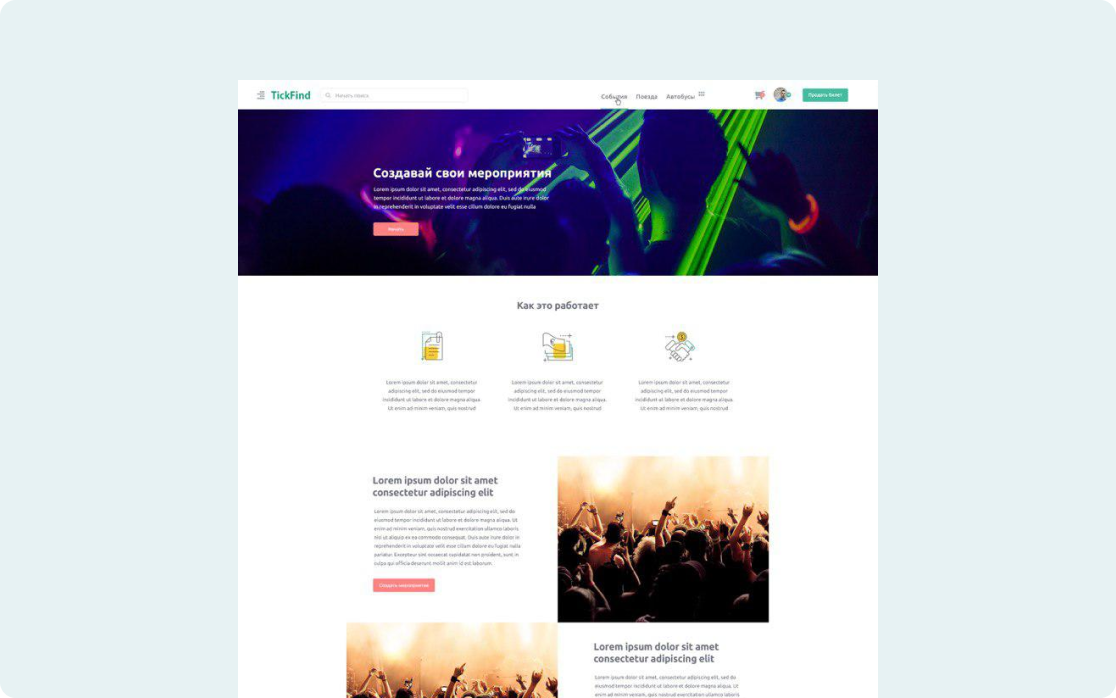 TickFind
Начать поиск
События Поезда Автобусы
Продать билет
Создавай свои мероприятия
Lorem ipsum dolor sit amet, consectetur adipiscing elit, sed do eiusmod
tempor incididunt ut labore et dolore magna aliqua. Duis aute irure dolor
in reprehenderit in voluptate velit esse cillum dolore eu fugiat nulla
Начать
Как это работает
Lorem ipsum dolor sit amet, consectetur
adipiscing elit, sed do eiusmod tempor
incididunt ut labore et dolore magna aliqua.
Ut enim ad minim veniam, quis nostrud
Lorem ipsum dolor sit amet, consectetur
adipiscing elit, sed do eiusmod tempor
incididunt ut labore et dolore magna aliqua.
Ut enim ad minim veniam, quis nostrud
Lorem ipsum dolor sit amet, consectetur
adipiscing elit, sed do eiusmod tempor
incididunt ut labore et dolore magna aliqua.
Ut enim ad minim veniam, quis nostrud
Lorem ipsum dolor sit amet
consectetur adipiscing elit
Lorem ipsum dolor sit amet, consectetur adipiscing elit, sed do
eiusmod tempor incididunt ut labore et dolore magna aliqua. Ut
enim ad minim veniam, quis nostrud exercitation ullamco laboris
nisi ut aliquip ex ea commodo consequat. Duis aute irure dolor in
reprehenderit in voluptate velit esse cillum dolore eu fugiat nulla
pariatur. Excepteur sint occaecat cupidatat non proident, sunt in
culpa qui officia deserunt mollit anim id est laborum.
Создать мероприятие
Lorem ipsum dolor sit amet
consectetur adipiscing elit
Lorem ipsum dolor sit amet, consectetur adipiscing elit, sed do
eiusmod tempor incididunt ut labore et dolore magna aliqua. Ut
enim ad minim veniam, quis nostrud exercitation ullamco laboris